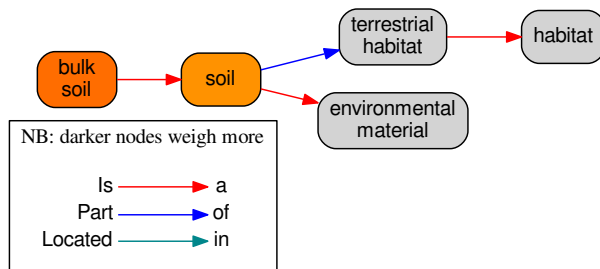 terrestrial
habitat
habitat
bulk
soil
soil
environmental
material
NB: darker nodes weigh more
Is a
Part of
Located in